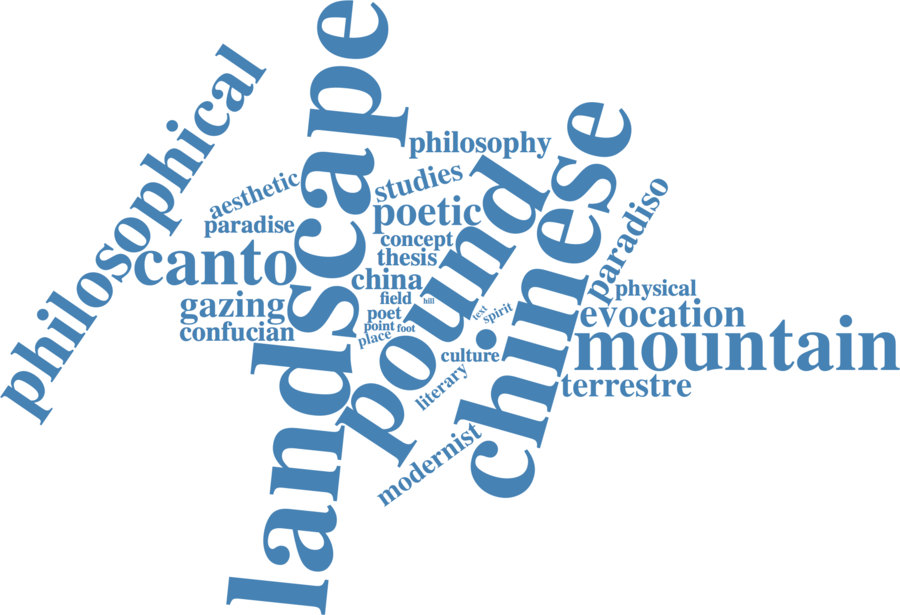 landscape
philosophical
philosophy
chinese
aesthetic
studies
paradise
poetic
pound
paradiso
canto
concept
thesis
china
physical
gazing
field
hill
poet
text
spirit
evocation
confucian
point
foot
place
culture
mountain
literary
terrestre
modernist